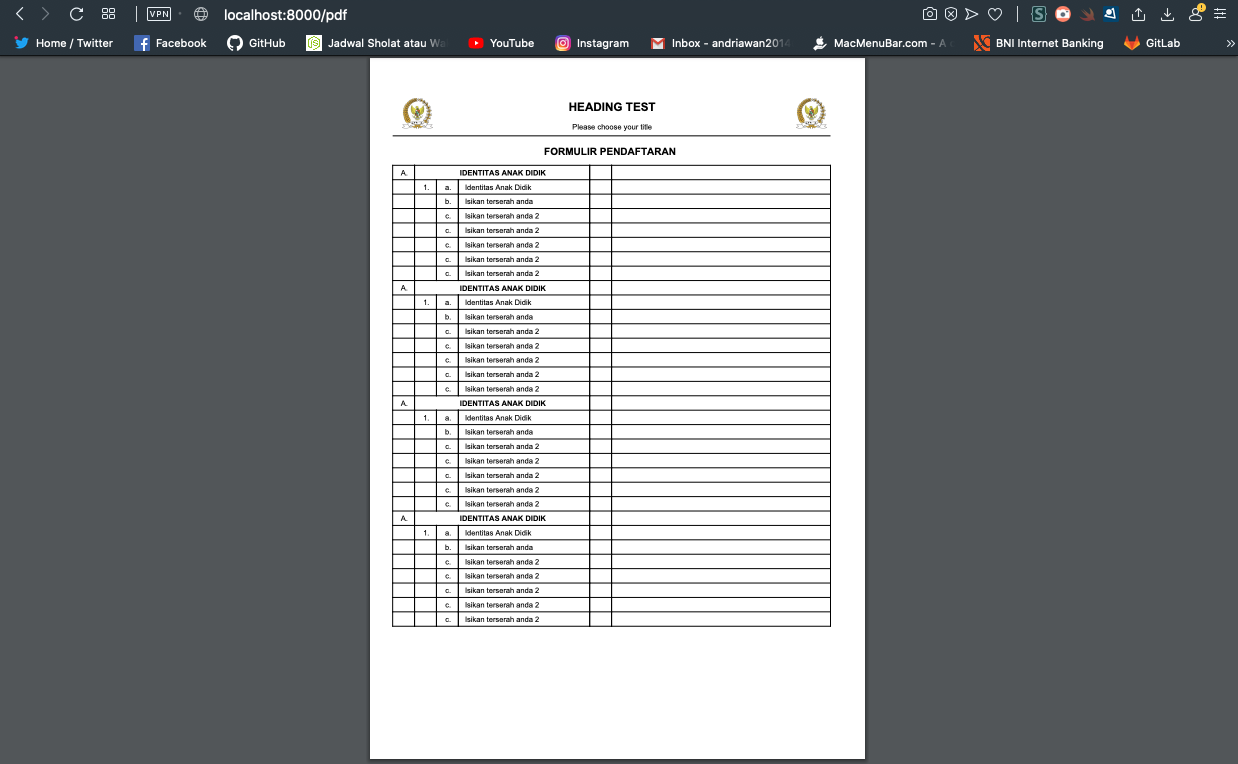 VPN localhost:8000/pdf
Home / Twitter Facebook GitHub Jadwal Sholat atau Wa YouTube Instagram Inbox - andriawan2014 MacMenuBar.com - A BNI Internet Banking GitLab
HEADING TEST
Please choose your title
FORMULIR PENDAFTARAN
A. IDENTITAS ANAK DIDIK
1. a. Identitas Anak Didik
b. Isikan terserah anda
c. Isikan terserah anda 2
c. Isikan terserah anda 2
c. Isikan terserah anda 2
c. Isikan terserah anda 2
c. Isikan terserah anda 2
A. IDENTITAS ANAK DIDIK
1. a. Identitas Anak Didik
b. Isikan terserah anda
c. Isikan terserah anda 2
c. Isikan terserah anda 2
c. Isikan terserah anda 2
c. Isikan terserah anda 2
c. Isikan terserah anda 2
A. IDENTITAS ANAK DIDIK
1. a. Identitas Anak Didik
b. Isikan terserah anda
c. Isikan terserah anda 2
c. Isikan terserah anda 2
c. Isikan terserah anda 2
c. Isikan terserah anda 2
c. Isikan terserah anda 2
A. IDENTITAS ANAK DIDIK
1. a. Identitas Anak Didik
b. Isikan terserah anda
c. Isikan terserah anda 2
c. Isikan terserah anda 2
c. Isikan terserah anda 2
c. Isikan terserah anda 2
c. Isikan terserah anda 2